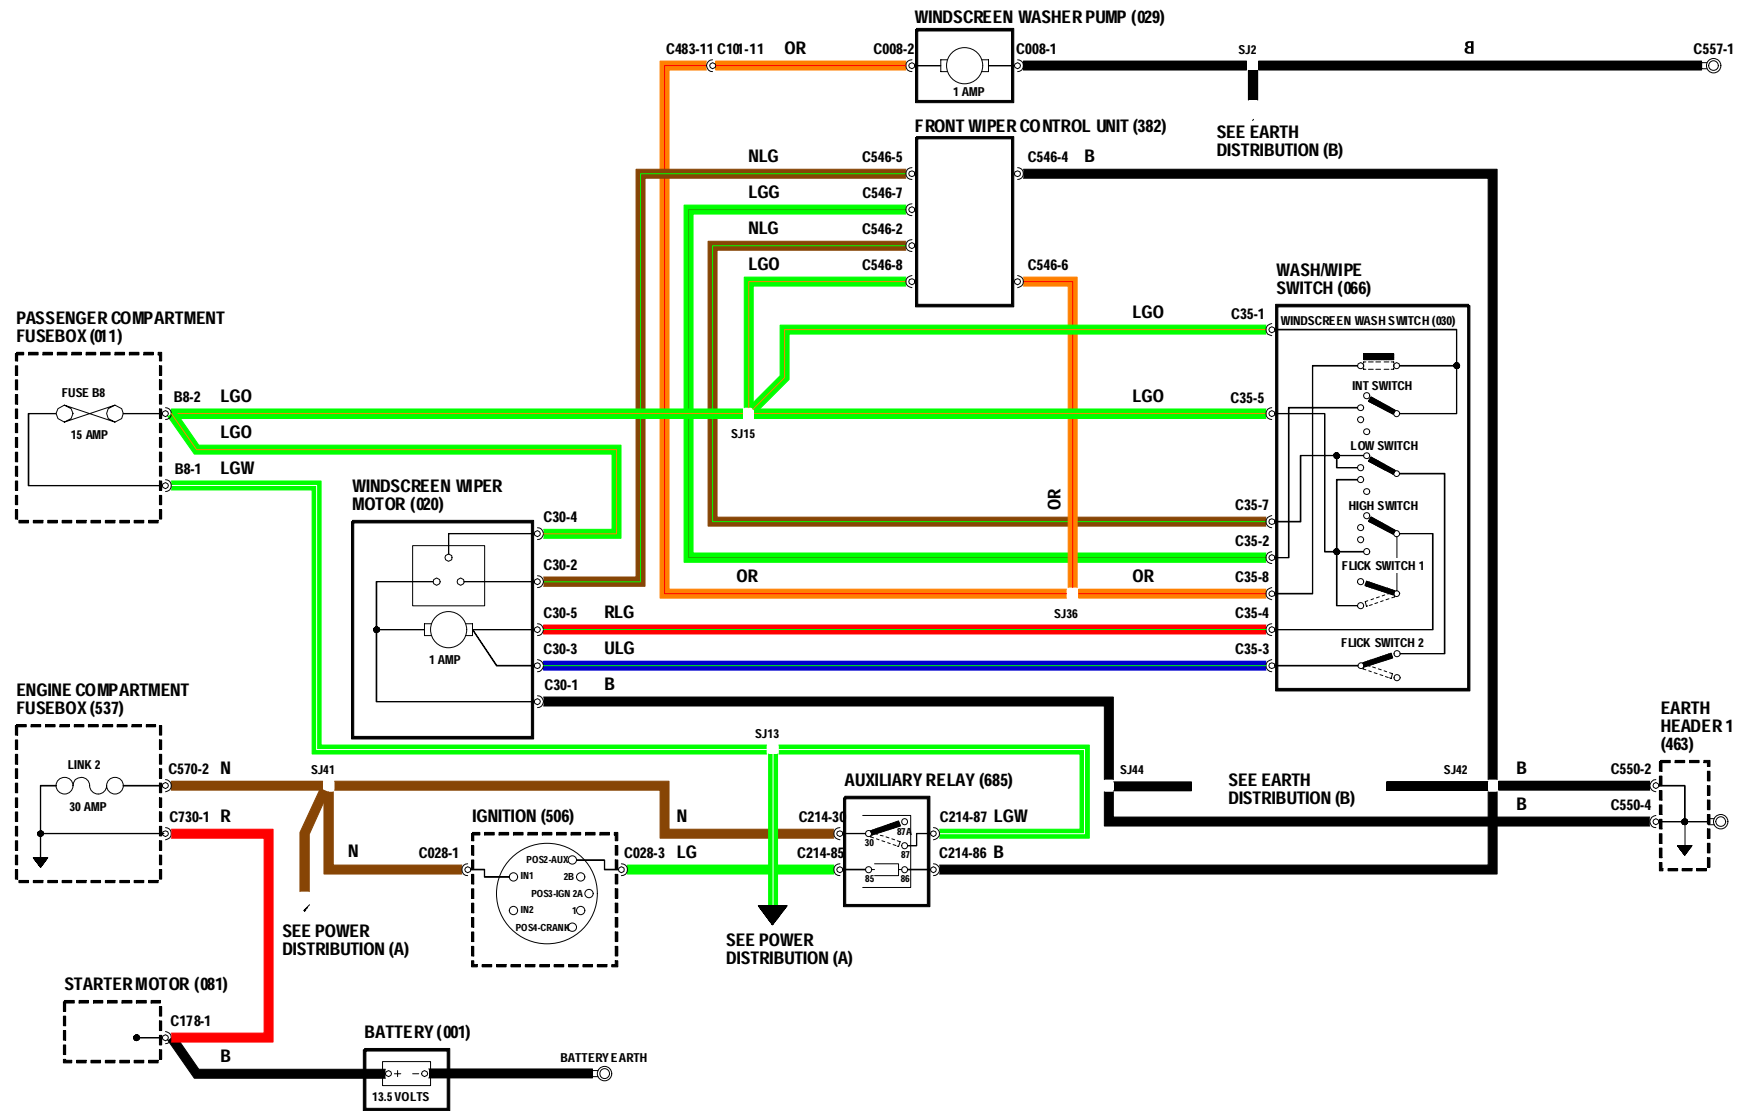 WINDSCREEN WASHER PUMP (029)
C483-11 C101-11 OR C008-2 C008-1 SJ2 B C557-1
1 AMP
FRONT WIPER CONTROL UNIT (382)
SEE EARTH
DISTRIBUTION (B)
NLG C546-5 C546-4 B
LGG C546-7
NLG C546-2
LGO C546-8 C546-6
WASH/WIPE
SWITCH (066)
LGO C35-1
WINDSCREEN WASH SWITCH (030)
PASSENGER COMPARTMENT
FUSEBOX (011)
FUSE B8
15 AMP
B8-2 LGO
LGO
B8-1 LGW
SJ15
LGO C35-5
INT SWITCH
LOW SWITCH
HIGH SWITCH
FLICK SWITCH 1
FLICK SWITCH 2
WINDSCREEN WIPER
MOTOR (020)
C30-4
C30-2
C30-5 RLG
1 AMP
C30-3 ULG
C30-1 B
OR
C35-7
C35-2
OR OR C35-8
SJ36
C35-4
C35-3
ENGINE COMPARTMENT
FUSEBOX (537)
LINK 2
30 AMP
C570-2 N
C730-1 R
SJ41
SJ13
SJ44
SEE EARTH
DISTRIBUTION (B)
SJ42
B C550-2
B C550-4
EARTH
HEADER 1
(463)
IGNITION (506)
N C028-1
POS2-AUX
IN1 2B
POS3-IGN 2A
IN2 1
POS4-CRANK
C028-3 LG
AUXILIARY RELAY (685)
N C214-30
C214-85
30 87A
87
85 86
C214-87 LGW
C214-86 B
SEE POWER
DISTRIBUTION (A)
SEE POWER
DISTRIBUTION (A)
STARTER MOTOR (081)
C178-1
B
BATTERY (001)
+ −
13.5 VOLTS
BATTERY EARTH